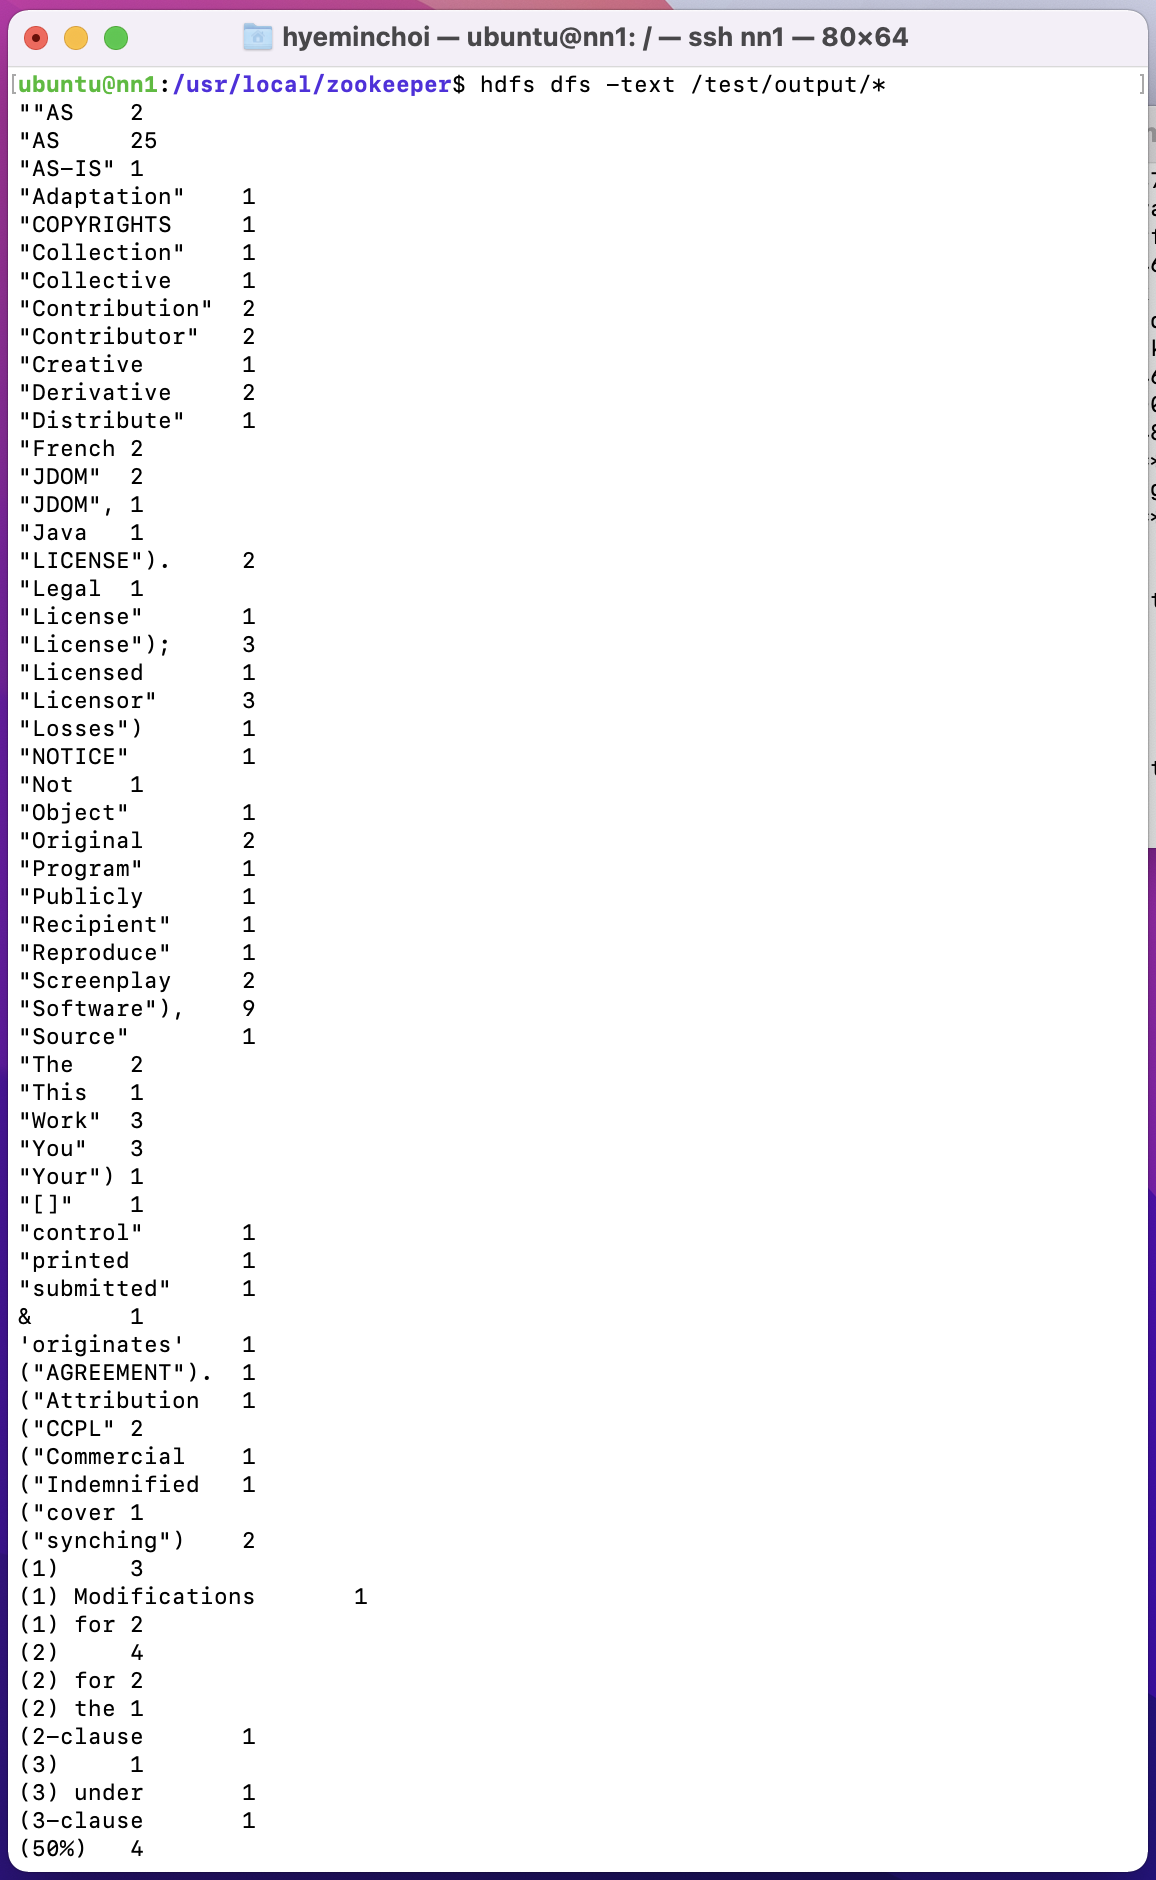 hyeminchoi — ubuntu@nn1: / — ssh nn1 — 80×64
[ubuntu@nn1:/usr/local/zookeeper$ hdfs dfs -text /test/output/* ]
""AS    2
"AS     25
"AS-IS" 1
"Adaptation"    1
"COPYRIGHTS     1
"Collection"    1
"Collective     1
"Contribution"  2
"Contributor"   2
"Creative       1
"Derivative     2
"Distribute"    1
"French 2
"JDOM"  2
"JDOM", 1
"Java   1
"LICENSE").     2
"Legal  1
"License"       1
"License");     3
"Licensed       1
"Licensor"      3
"Losses")       1
"NOTICE"        1
"Not    1
"Object"        1
"Original       2
"Program"       1
"Publicly       1
"Recipient"     1
"Reproduce"     1
"Screenplay     2
"Software"),    9
"Source"        1
"The    2
"This   1
"Work"  3
"You"   3
"Your") 1
"[]"    1
"control"       1
"printed        1
"submitted"     1
&       1
'originates'    1
("AGREEMENT").  1
("Attribution   1
("CCPL" 2
("Commercial    1
("Indemnified   1
("cover 1
("synching")    2
(1)     3
(1) Modifications       1
(1) for 2
(2)     4
(2) for 2
(2) the 1
(2-clause       1
(3)     1
(3) under       1
(3-clause       1
(50%)   4